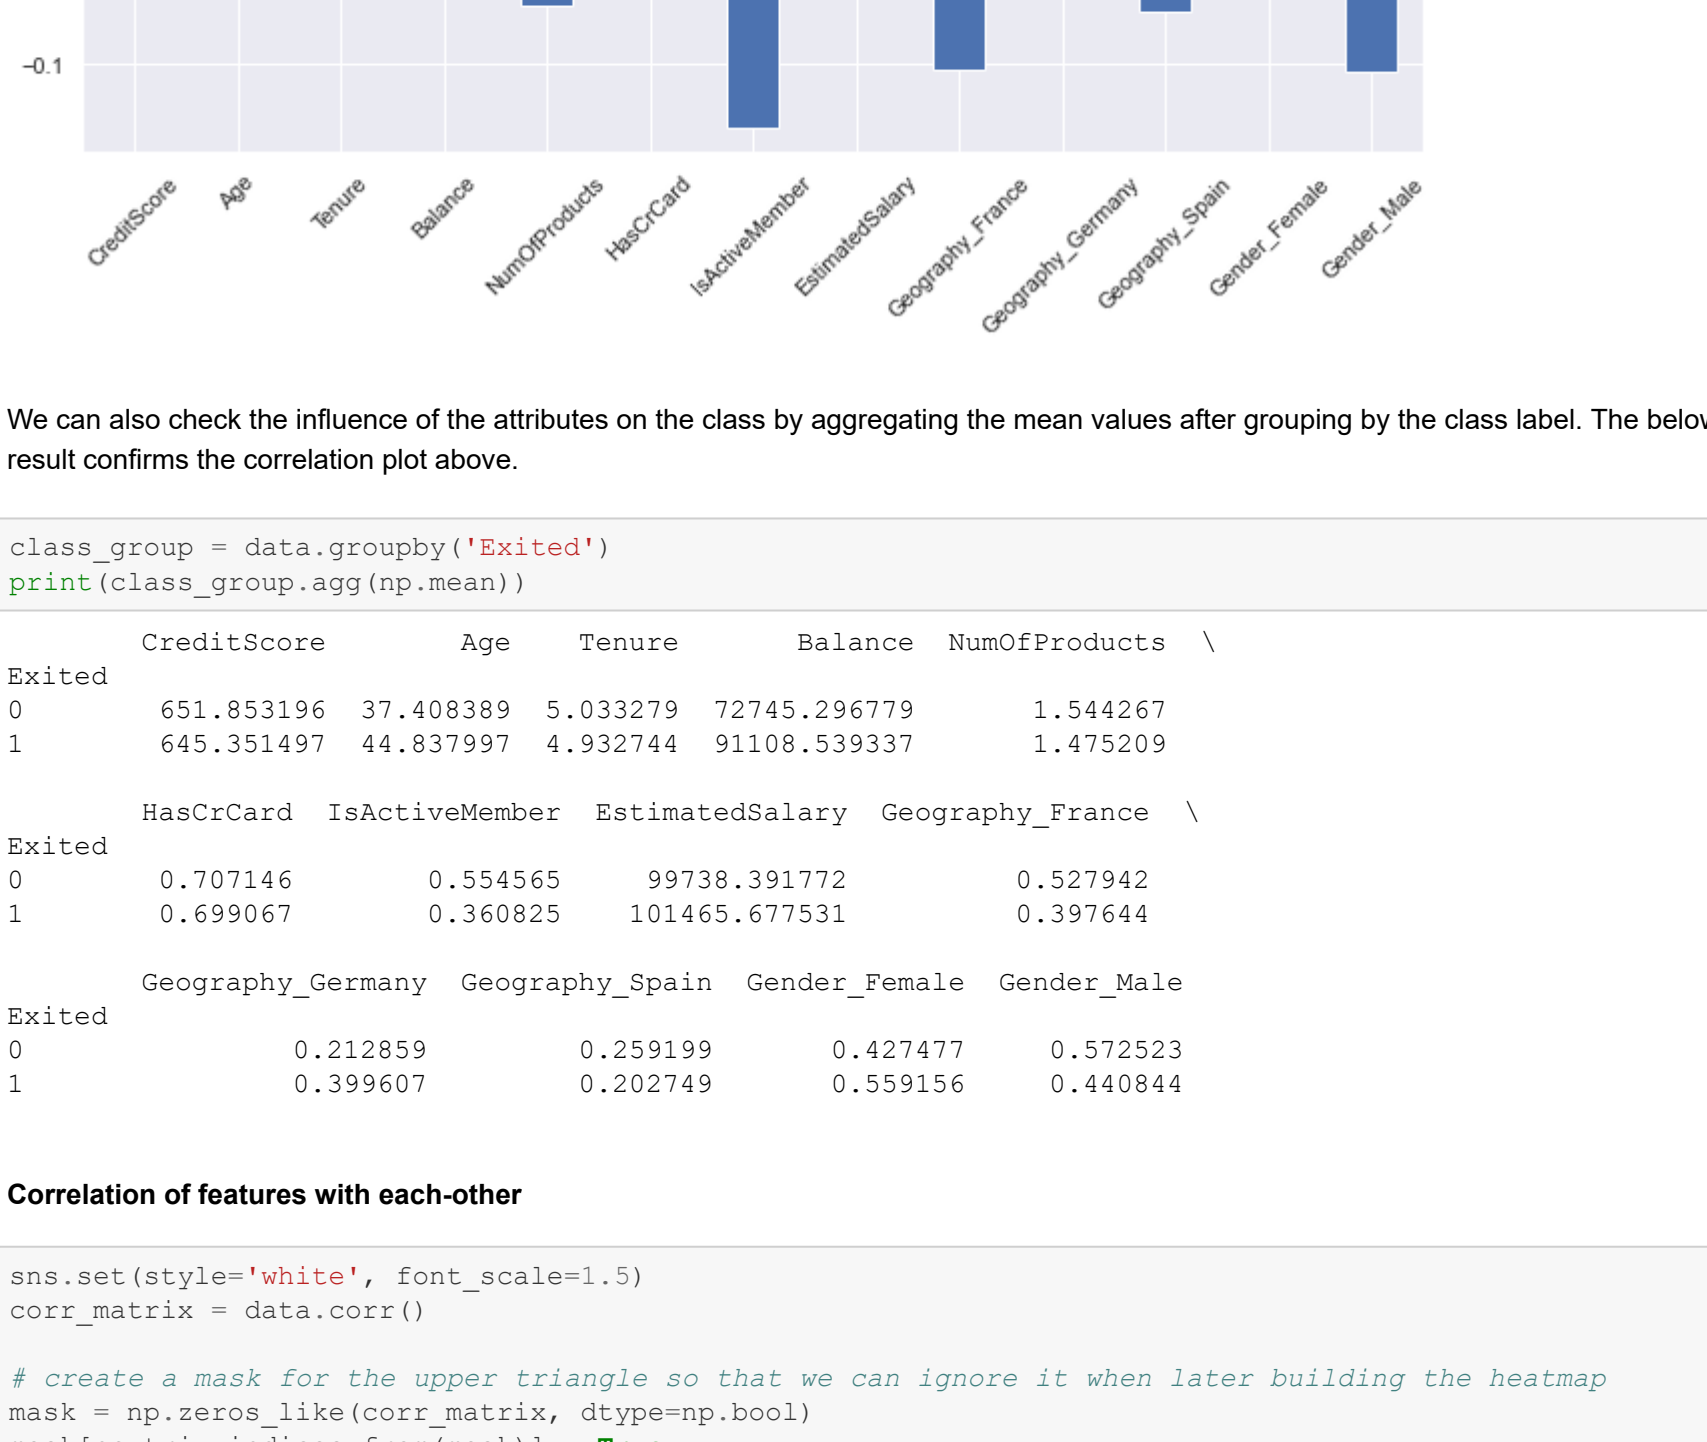 −0.1
CreditScore
Age
Tenure
Balance
NumOfProducts
HasCrCard
IsActiveMember
EstimatedSalary
Geography_France
Geography_Germany
Geography_Spain
Gender_Female
Gender_Male
We can also check the influence of the attributes on the class by aggregating the mean values after grouping by the class label. The below
result confirms the correlation plot above.
class_group = data.groupby('Exited')
print(class_group.agg(np.mean))
CreditScore Age Tenure Balance NumOfProducts \
Exited
0 651.853196 37.408389 5.033279 72745.296779 1.544267
1 645.351497 44.837997 4.932744 91108.539337 1.475209
HasCrCard IsActiveMember EstimatedSalary Geography_France \
Exited
0 0.707146 0.554565 99738.391772 0.527942
1 0.699067 0.360825 101465.677531 0.397644
Geography_Germany Geography_Spain Gender_Female Gender_Male
Exited
0 0.212859 0.259199 0.427477 0.572523
1 0.399607 0.202749 0.559156 0.440844
Correlation of features with each-other
sns.set(style='white', font_scale=1.5)
corr_matrix = data.corr()
# create a mask for the upper triangle so that we can ignore it when later building the heatmap
mask = np.zeros_like(corr_matrix, dtype=np.bool)